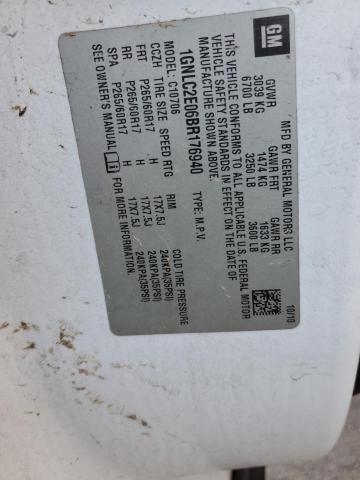 GM
MFD BY GENERAL MOTORS LLC
10/10
GVWR GAWR FRT GAWR RR
3039 KG 1474 KG 1633 KG
6700 LB 3250 LB 3600 LB
THIS VEHICLE CONFORMS TO ALL APPLICABLE U.S. FEDERAL MOTOR
VEHICLE SAFETY STANDARDS IN EFFECT ON THE DATE OF
MANUFACTURE SHOWN ABOVE.
1GNLC2E06BR176940 TYPE: M.P.V.
MODEL: C10706
CCZH TIRE SIZE SPEED RTG RIM COLD TIRE PRESSURE
FRT P265/60R17 H 17X7.5J 240KPA(35PSI)
RR P265/60R17 H 17X7.5J 240KPA(35PSI)
SPA P265/60R17 H 17X7.5J 240KPA(35PSI)
SEE OWNER'S MANUAL